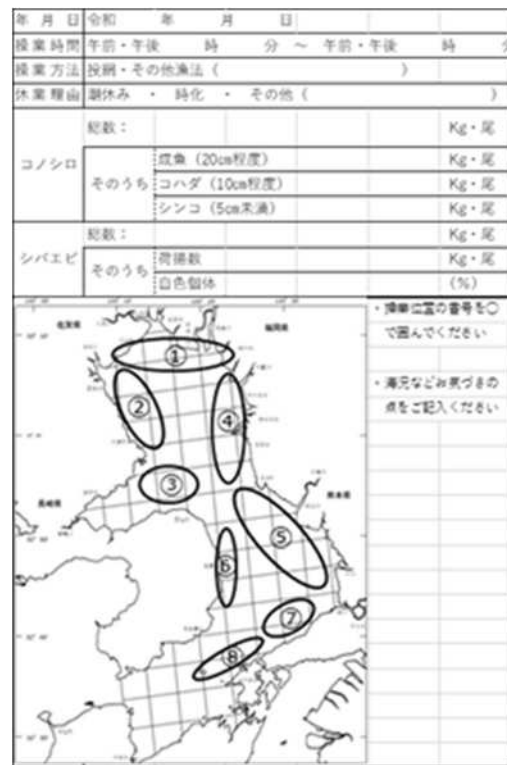 年 月 日 令和 年 月 日
操業時間 午前・午後 時 分 ～ 午前・午後 時 分
操業方法 投網・その他漁法（ ）
休業理由 潮休み ・ 時化 ・ その他（ ）
コノシロ
総数： Kg・尾
そのうち
成魚（20cm程度） Kg・尾
コハダ（10cm程度） Kg・尾
シンコ（5cm未満） Kg・尾
シバエビ
総数： Kg・尾
そのうち
荷揚数 Kg・尾
白色個体 （%）
佐賀県
福岡県
①
②
④
③
長崎県
熊本県
⑤
⑥
⑦
⑧
・操業位置の番号を○
で囲んでください
・海況などお気づきの
点をご記入ください